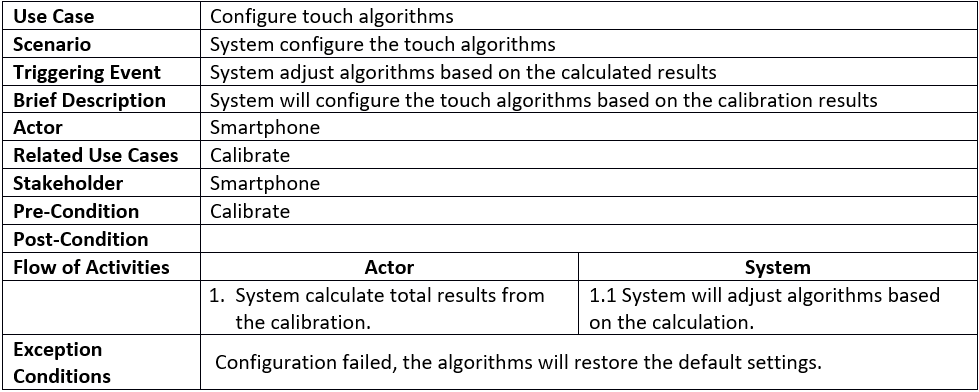 Use Case Configure touch algorithms
Scenario System configure the touch algorithms
Triggering Event System adjust algorithms based on the calculated results
Brief Description System will configure the touch algorithms based on the calibration results
Actor Smartphone
Related Use Cases Calibrate
Stakeholder Smartphone
Pre-Condition Calibrate
Post-Condition
Flow of Activities Actor System
1. System calculate total results from 1.1 System will adjust algorithms based
the calibration. on the calculation.
Exception
Conditions Configuration failed, the algorithms will restore the default settings.